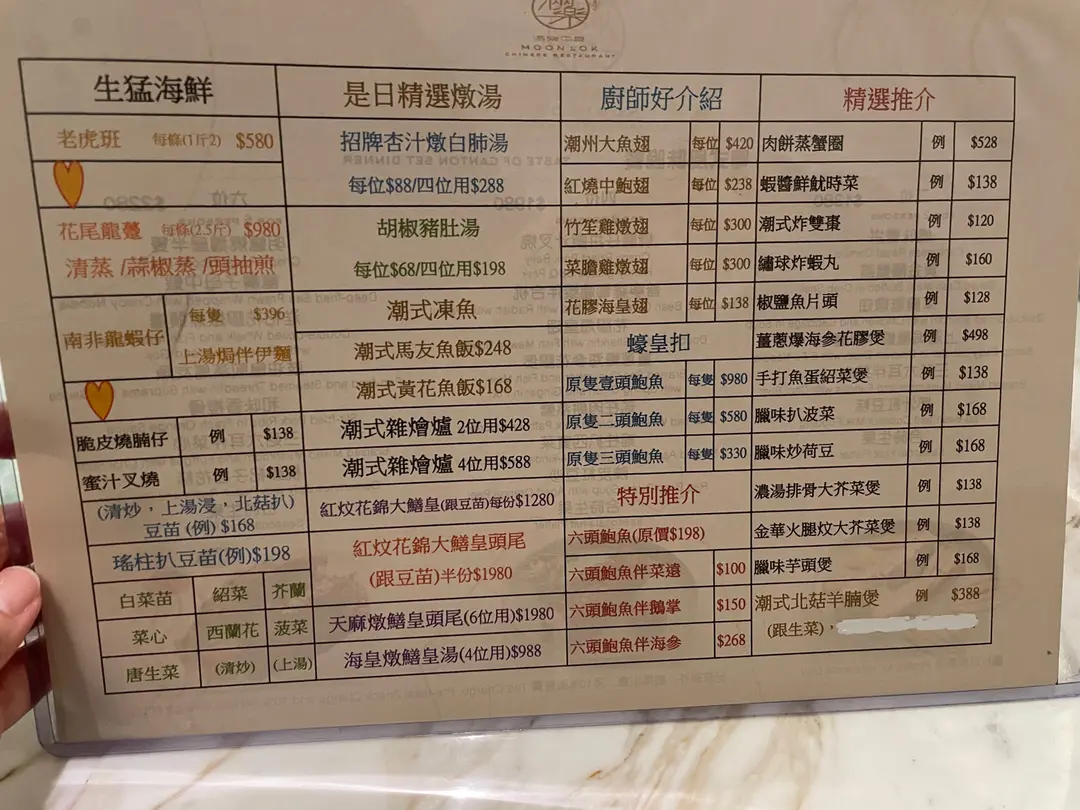 MOONLOK
CHINESE RESTAURANT
生猛海鮮
老虎班 每條(1斤2) $580
花尾龍躉 每條(2.5斤) $980
清蒸 /蒜椒蒸 /頭抽煎
南非龍蝦仔 每隻 $396
上湯焗伴伊麵
脆皮燒腩仔 例 $138
蜜汁叉燒 例 $138
(清炒,上湯浸,北菇扒)
豆苗 (例) $168
瑤柱扒豆苗(例)$198
白菜苗 紹菜 芥蘭
菜心 西蘭花 菠菜
唐生菜 (清炒) (上湯)
是日精選燉湯
招牌杏汁燉白肺湯
每位$88/四位用$288
胡椒豬肚湯
每位$68/四位用$198
潮式凍魚
潮式馬友魚飯$248
潮式黃花魚飯$168
潮式雜燴爐 2位用$428
潮式雜燴爐 4位用$588
紅炆花錦大鱔皇(跟豆苗)每份$1280
紅炆花錦大鱔皇頭尾
(跟豆苗)半份$1980
天麻燉鱔皇頭尾(6位用)$1980
海皇燉鱔皇湯(4位用)$988
廚師好介紹
潮州大魚翅 每位 $420
紅燒中鮑翅 每位 $238
竹笙雞燉翅 每位 $300
菜膽雞燉翅 每位 $300
花膠海皇翅 每位 $138
蠔皇扣
原隻壹頭鮑魚 每隻 $980
原隻二頭鮑魚 每隻 $580
原隻三頭鮑魚 每隻 $330
特別推介
六頭鮑魚(原價$198)
六頭鮑魚伴菜遠 $100
六頭鮑魚伴鵝掌 $150
六頭鮑魚伴海參 $268
精選推介
肉餅蒸蟹圈 例 $528
蝦醬鮮魷時菜 例 $138
潮式炸雙棗 例 $120
繡球炸蝦丸 例 $160
椒鹽魚片頭 例 $128
薑蔥爆海參花膠煲 例 $498
手打魚蛋紹菜煲 例 $138
臘味扒波菜 例 $168
臘味炒荷豆 例 $168
濃湯排骨大芥菜煲 例 $138
金華火腿炆大芥菜煲 例 $138
臘味芋頭煲 例 $168
潮式北菇羊腩煲 例 $388
(跟生菜),